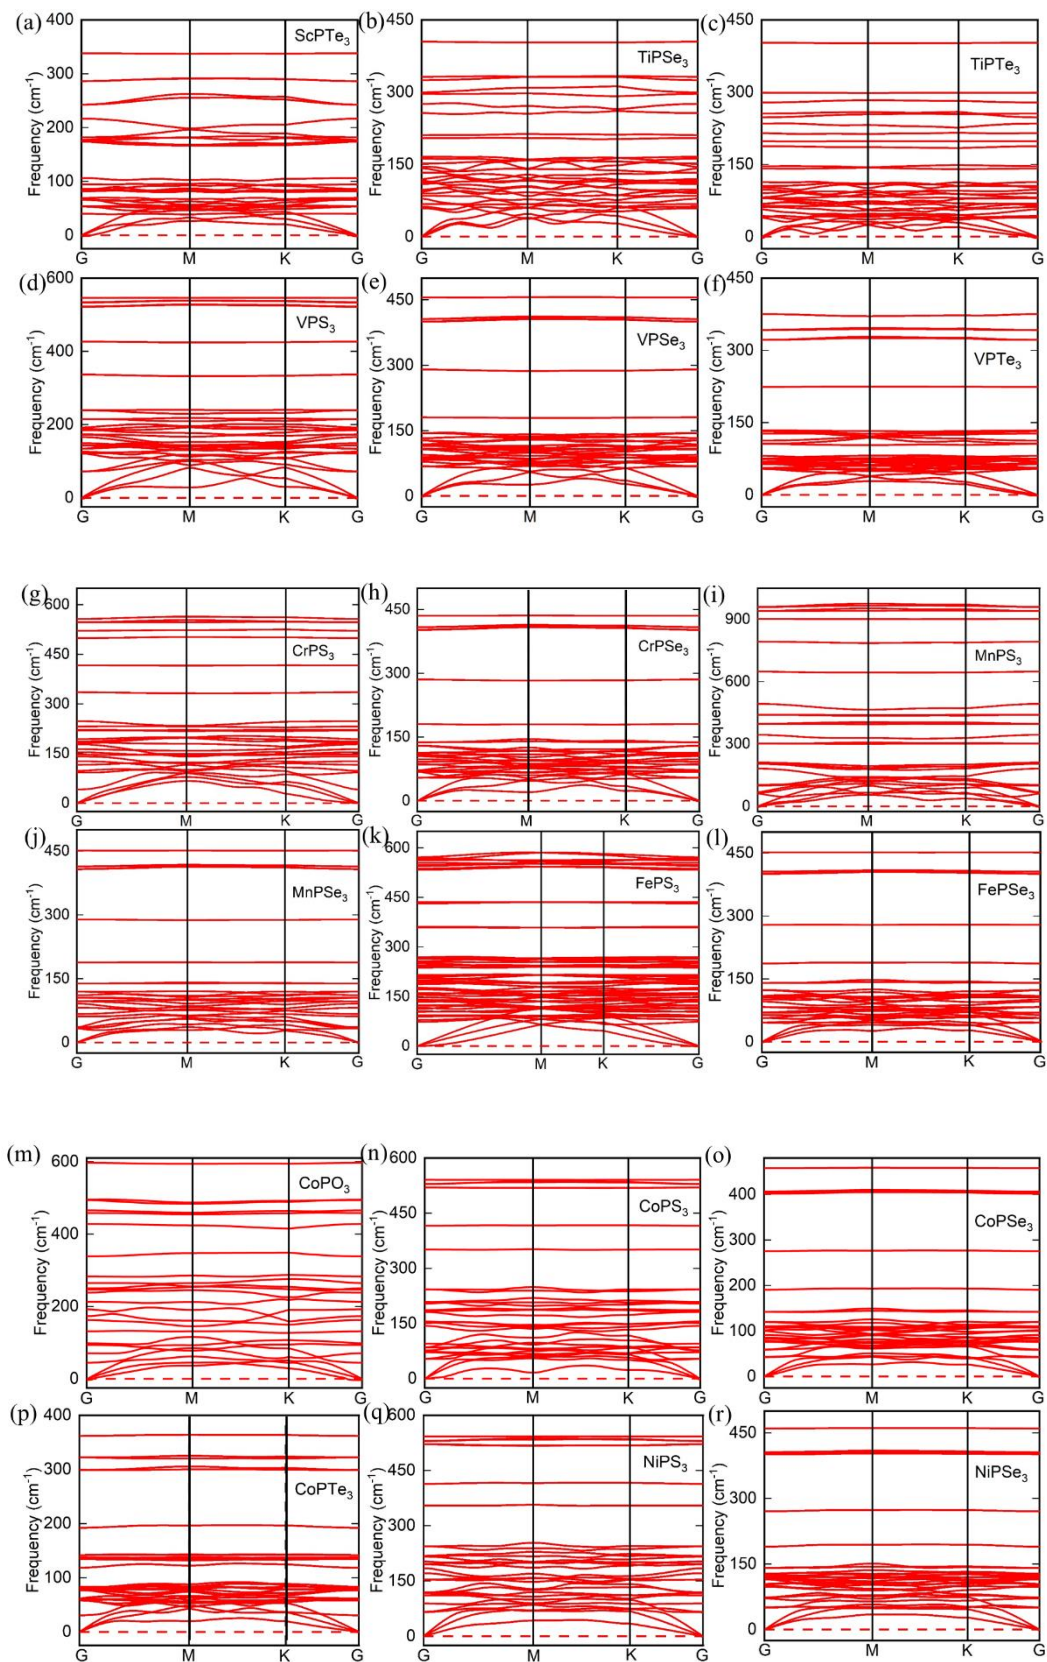 (a) 400 ScPTe3
300
200
100
0
Frequency (cm-1)
G M K G
(b) 450 TiPSe3
300
150
0
Frequency (cm-1)
G M K G
(c) 450 TiPTe3
300
150
0
Frequency (cm-1)
G M K G
(d) 600 VPS3
400
200
0
Frequency (cm-1)
G M K G
(e) 450 VPSe3
300
150
0
Frequency (cm-1)
G M K G
(f) 450 VPTe3
300
150
0
Frequency (cm-1)
G M K G
(g) 600 CrPS3
450
300
150
0
Frequency (cm-1)
G M K G
(h) 450 CrPSe3
300
150
0
Frequency (cm-1)
G M K G
(i) 900 MnPS3
600
300
0
Frequency (cm-1)
G M K G
(j) 450 MnPSe3
300
150
0
Frequency (cm-1)
G M K G
(k) 600 FePS3
450
300
150
0
Frequency (cm-1)
G M K G
(l) 450 FePSe3
300
150
0
Frequency (cm-1)
G M K G
(m) 600 CoPO3
400
200
0
Frequency (cm-1)
G M K G
(n) 600 CoPS3
450
300
150
0
Frequency (cm-1)
G M K G
(o) 400 CoPSe3
300
200
100
0
Frequency (cm-1)
G M K G
(p) 400 CoPTe3
300
200
100
0
Frequency (cm-1)
G M K G
(q) 600 NiPS3
450
300
150
0
Frequency (cm-1)
G M K G
(r) 450 NiPSe3
300
150
0
Frequency (cm-1)
G M K G